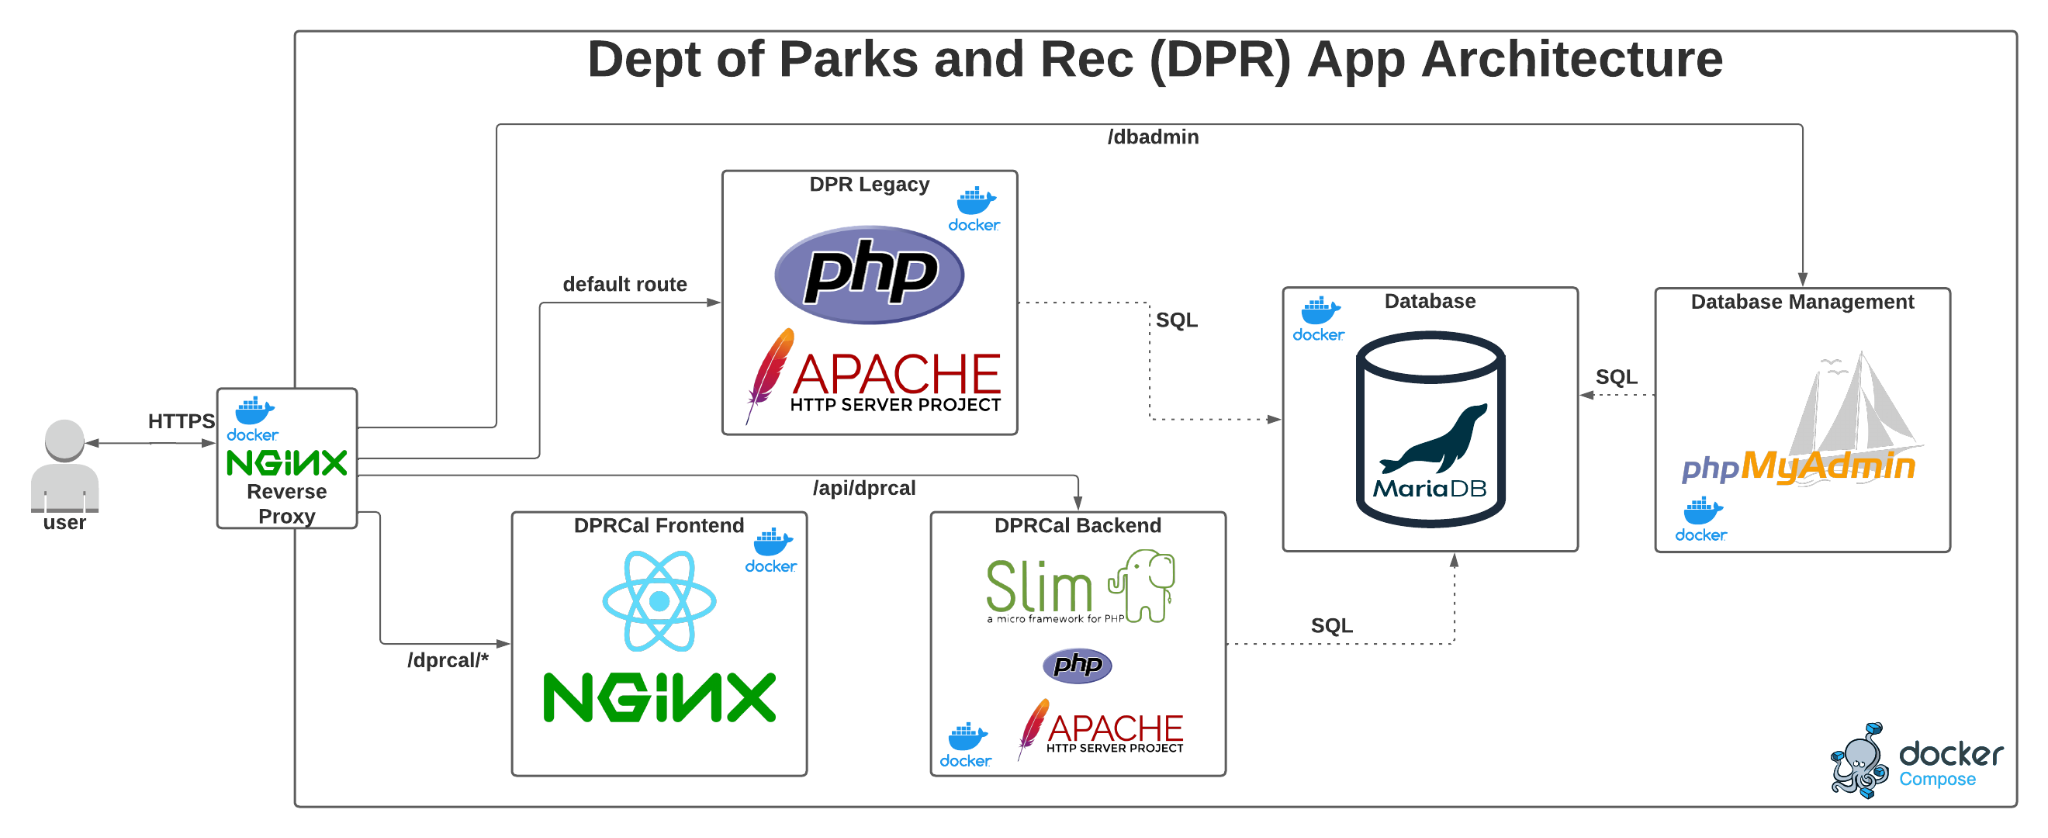 Dept of Parks and Rec (DPR) App Architecture
/dbadmin
DPR Legacy
docker
php
APACHE
HTTP SERVER PROJECT
default route
SQL
Database
docker
MariaDB
SQL
Database Management
phpMyAdmin
docker
HTTPS
user
docker
NGINX
Reverse
Proxy
/api/dprcal
/dprcal/*
DPRCal Frontend
docker
NGINX
DPRCal Backend
Slim
a micro framework for PHP
php
APACHE
HTTP SERVER PROJECT
docker
SQL
docker
Compose